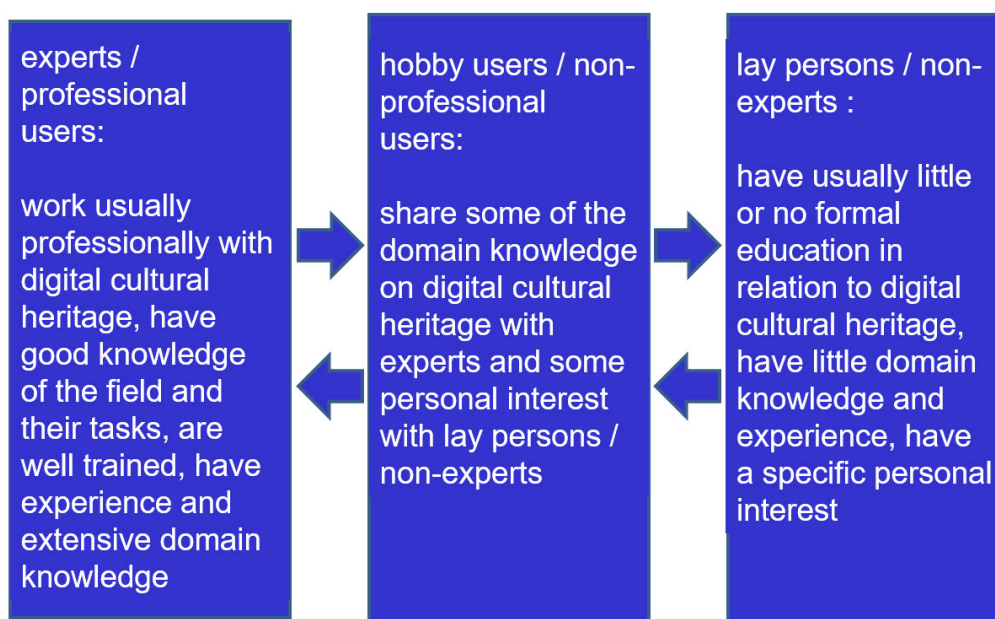 experts /
professional
users:
work usually
professionally with
digital cultural
heritage, have
good knowledge
of the field and
their tasks, are
well trained, have
experience and
extensive domain
knowledge
hobby users / non-
professional
users:
share some of the
domain knowledge
on digital cultural
heritage with
experts and some
personal interest
with lay persons /
non-experts
lay persons / non-
experts :
have usually little
or no formal
education in
relation to digital
cultural heritage,
have little domain
knowledge and
experience, have
a specific personal
interest